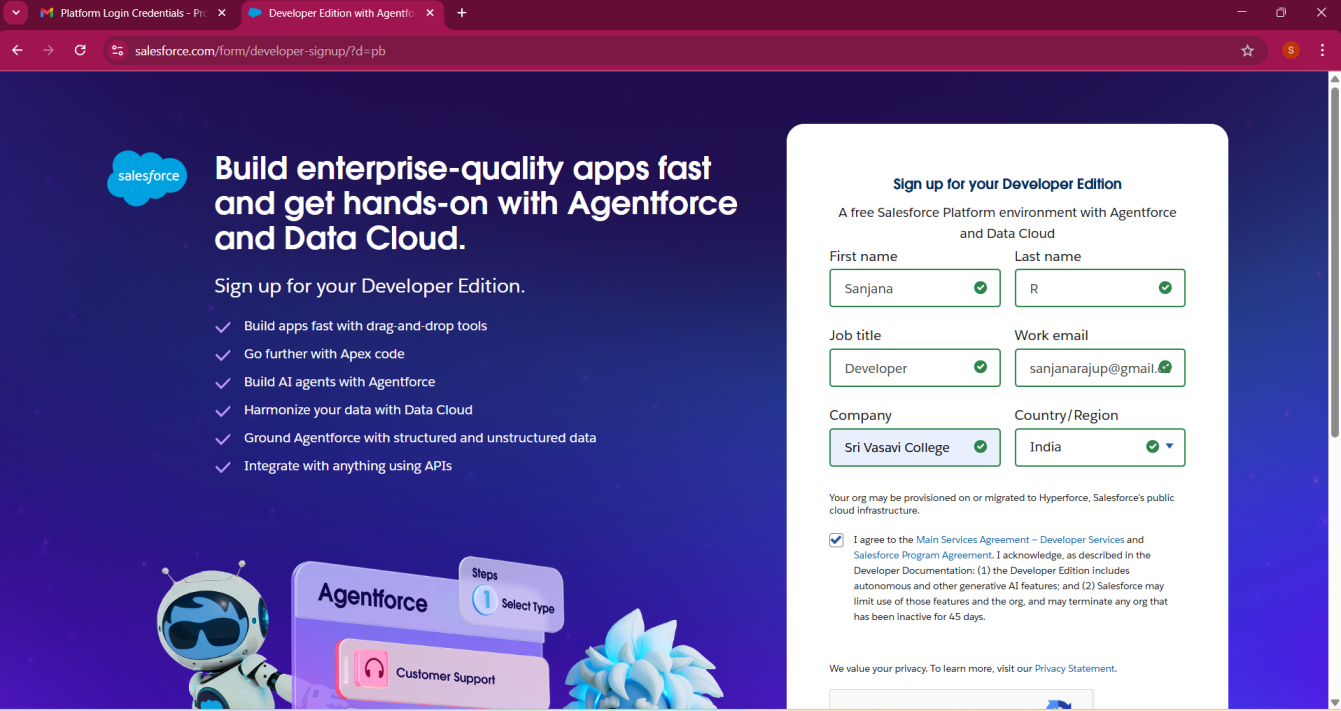 Platform Login Credentials - Pr
Developer Edition with Agentfo
salesforce.com/form/developer-signup/?d=pb
S
salesforce
Build enterprise-quality apps fast
and get hands-on with Agentforce
and Data Cloud.
Sign up for your Developer Edition.
Build apps fast with drag-and-drop tools
Go further with Apex code
Build AI agents with Agentforce
Harmonize your data with Data Cloud
Ground Agentforce with structured and unstructured data
Integrate with anything using APIs
Agentforce
Steps
1 Select Type
Customer Support
Sign up for your Developer Edition
A free Salesforce Platform environment with Agentforce
and Data Cloud
First name Last name
Sanjana R
Job title Work email
Developer sanjanarajup@gmail.
Company Country/Region
Sri Vasavi College India
Your org may be provisioned on or migrated to Hyperforce, Salesforce's public
cloud infrastructure.
I agree to the Main Services Agreement – Developer Services and
Salesforce Program Agreement. I acknowledge, as described in the
Developer Documentation: (1) the Developer Edition includes
autonomous and other generative AI features; and (2) Salesforce may
limit use of those features and the org, and may terminate any org that
has been inactive for 45 days.
We value your privacy. To learn more, visit our Privacy Statement.